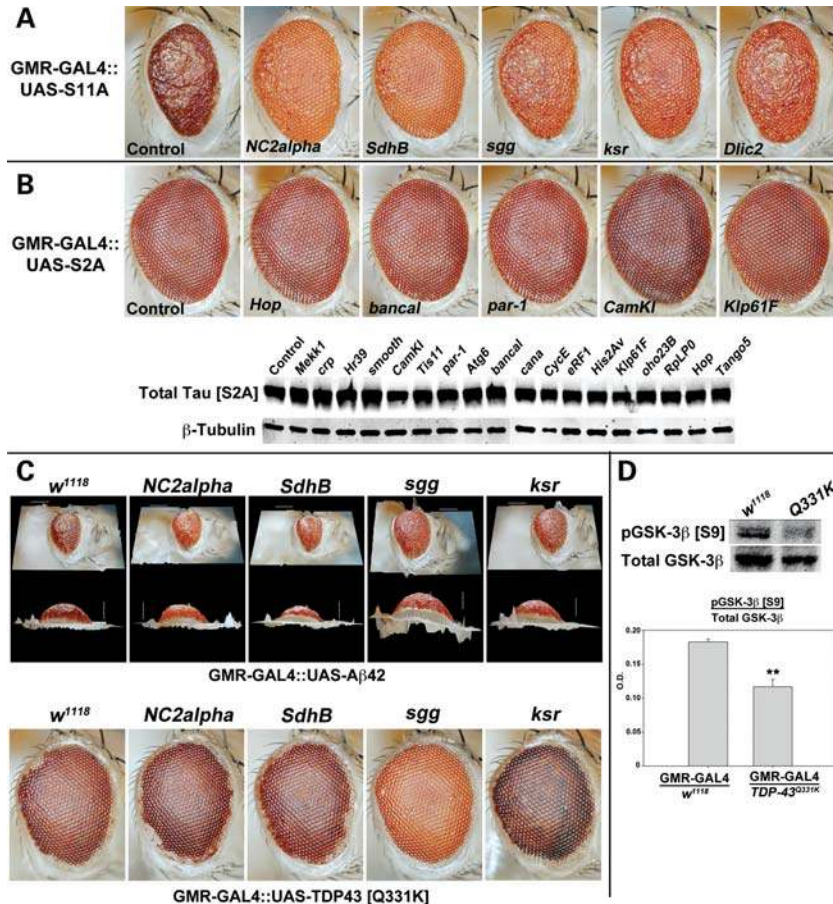 A
GMR-GAL4::
UAS-S11A
Control
NC2alpha
SdhB
sgg
ksr
Dlic2
B
GMR-GAL4::
UAS-S2A
Control
Hop
bancal
par-1
CamKI
Klp61F
Control
Mekk1
crp
Hr39
smooth
CamKI
Tis11
par-1
Atg6
bancal
cana
CycE
eRF1
His2Av
Klp61F
oho23B
RpLP0
Hop
Tango5
Total Tau [S2A]
β-Tubulin
C
w1118
NC2alpha
SdhB
sgg
ksr
GMR-GAL4::UAS-Aβ42
w1118
NC2alpha
SdhB
sgg
ksr
GMR-GAL4::UAS-TDP43 [Q331K]
D
w1118
Q331K
pGSK-3β [S9]
Total GSK-3β
pGSK-3β [S9]
Total GSK-3β
0.20
0.15
0.10
0.05
0
O.D.
**
GMR-GAL4
w1118
GMR-GAL4
TDP-43Q331K